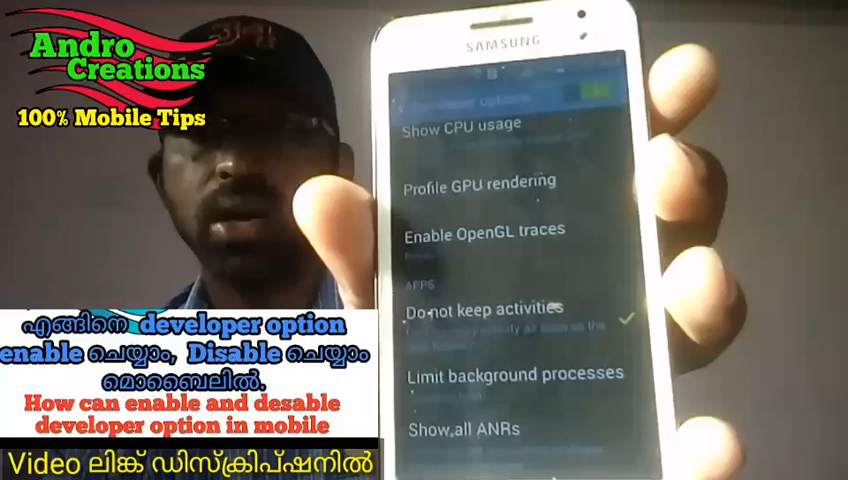 Andro
Creations
100% Mobile Tips
എങ്ങിനെ developer option
enable ചെയ്യാം, Disable ചെയ്യാം
മൊബൈലിൽ.
How can enable and desable
developer option in mobile
Video ലിങ്ക് ഡിസ്ക്രിപ്ഷനിൽ
SAMSUNG
Developer options
Show CPU usage
Profile GPU rendering
Enable OpenGL traces
APPS
Do not keep activities
Limit background processes
Show all ANRs